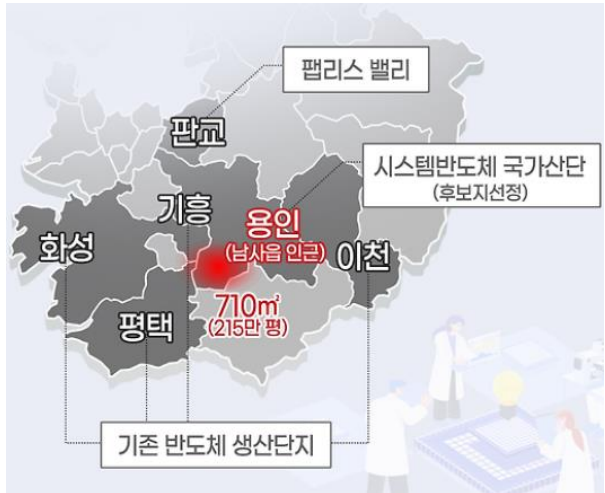 팹리스 밸리
판교
시스템반도체 국가산단
(후보지선정)
기흥
용인
(남사읍 인근)
화성
이천
710㎡
(215만 평)
평택
기존 반도체 생산단지